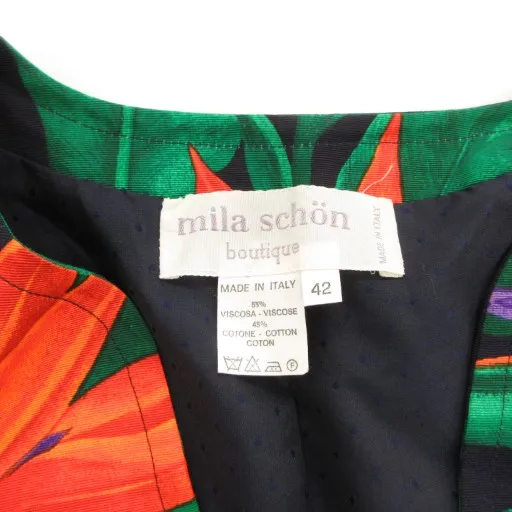 mila schön
boutique
MADE IN ITALY
MADE IN ITALY
42
55%
VISCOSA - VISCOSE
45%
COTONE - COTTON
COTON